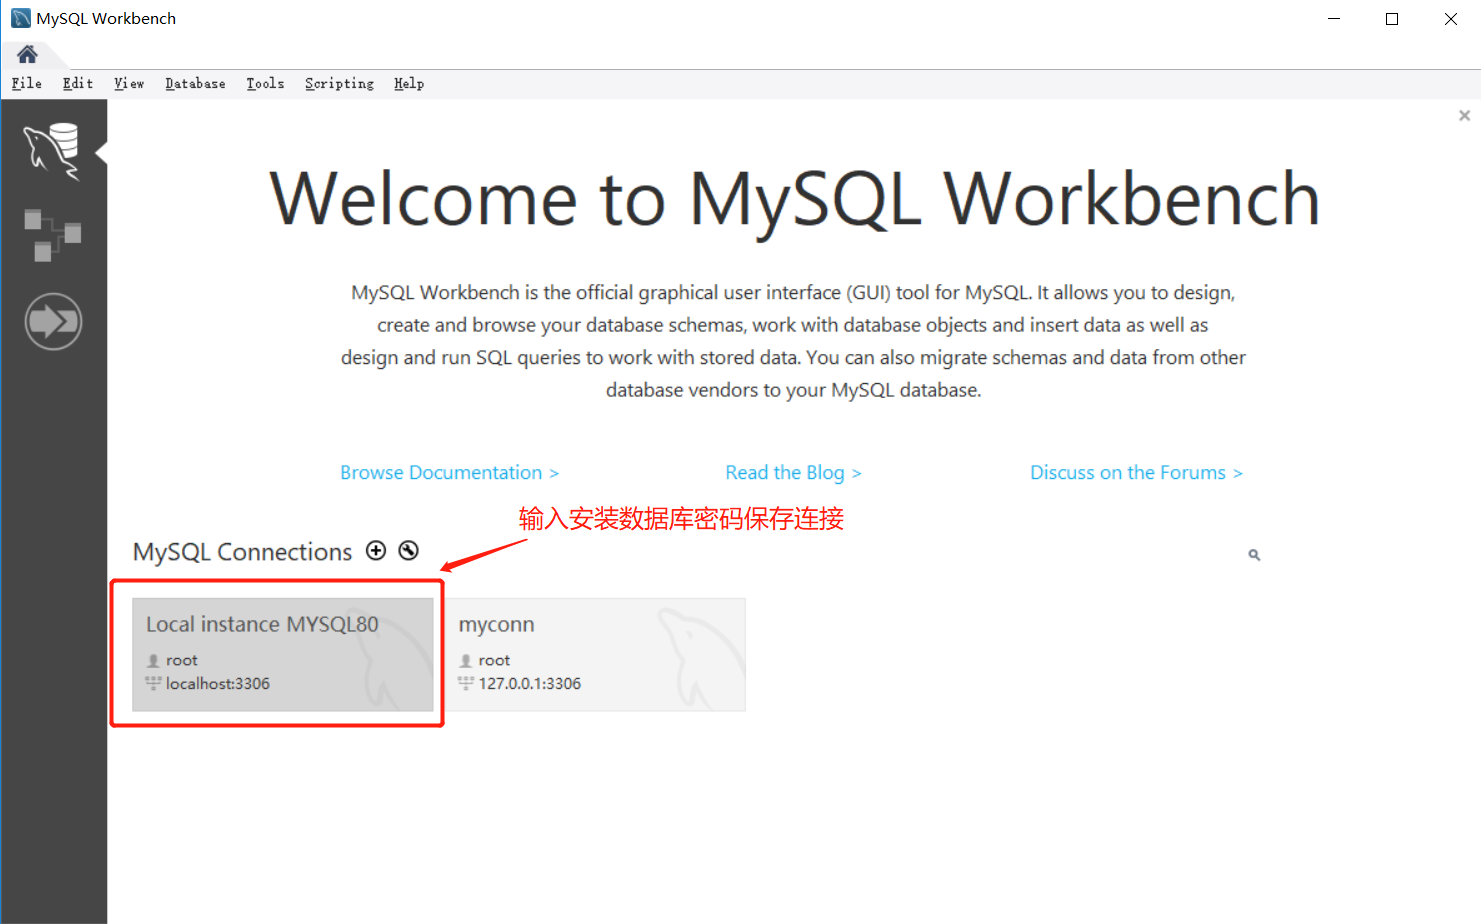 MySQL Workbench
File Edit View Database Tools Scripting Help
Welcome to MySQL Workbench
MySQL Workbench is the official graphical user interface (GUI) tool for MySQL. It allows you to design,
create and browse your database schemas, work with database objects and insert data as well as
design and run SQL queries to work with stored data. You can also migrate schemas and data from other
database vendors to your MySQL database.
Browse Documentation > Read the Blog > Discuss on the Forums >
输入安装数据库密码保存连接
MySQL Connections
Local instance MYSQL80
root
localhost:3306
myconn
root
127.0.0.1:3306